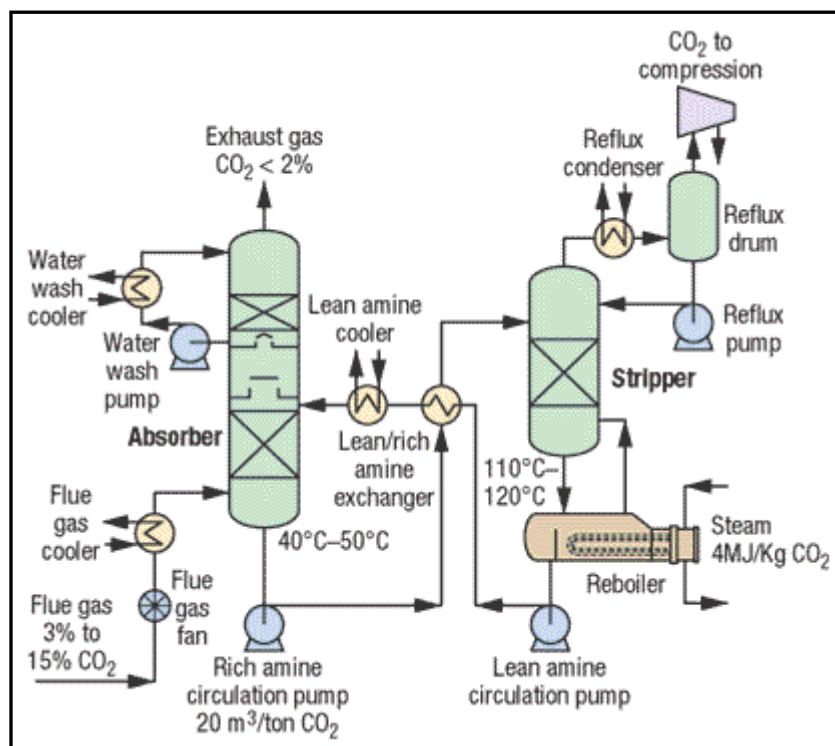 CO₂ to
compression
Exhaust gas
CO₂ < 2%
Reflux
condenser
Reflux
drum
Water
wash
cooler
Lean amine
cooler
Water
wash
pump
Reflux
pump
Stripper
Absorber
Lean/rich
amine
exchanger
110°C–
120°C
Flue
gas
cooler
40°C–50°C
Steam
4MJ/Kg CO₂
Reboiler
Flue
gas
fan
Flue gas
3% to
15% CO₂
Rich amine
circulation pump
20 m³/ton CO₂
Lean amine
circulation pump